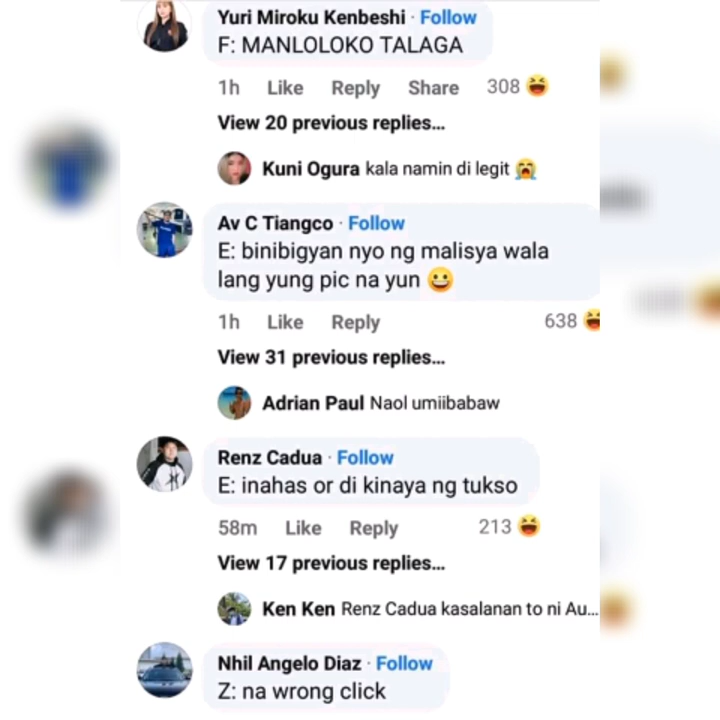 Yuri Miroku Kenbeshi · Follow
F: MANLOLOKO TALAGA
1h Like Reply Share 308
View 20 previous replies...
Kuni Ogura kala namin di legit 😭
Av C Tiangco · Follow
E: binibigyan nyo ng malisya wala
lang yung pic na yun 😀
1h Like Reply 638
View 31 previous replies...
Adrian Paul Naol umiibabaw
Renz Cadua · Follow
E: inahas or di kinaya ng tukso
58m Like Reply 213
View 17 previous replies...
Ken Ken Renz Cadua kasalanan to ni Au...
Nhil Angelo Diaz · Follow
Z: na wrong click